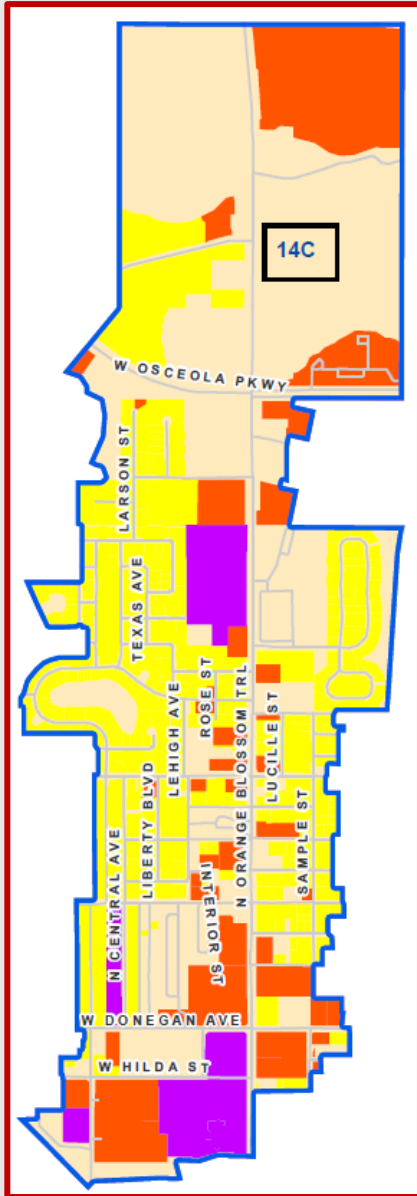 14C
W OSCEOLA PKWY
LARSON ST
TEXAS AVE
ROSE ST
LEHIGH AVE
N ORANGE BLOSSOM TRL
LUCILLE ST
LIBERTY BLVD
SAMPLE ST
N CENTRAL AVE
INTERIOR ST
W DONEGAN AVE
W HILDA ST